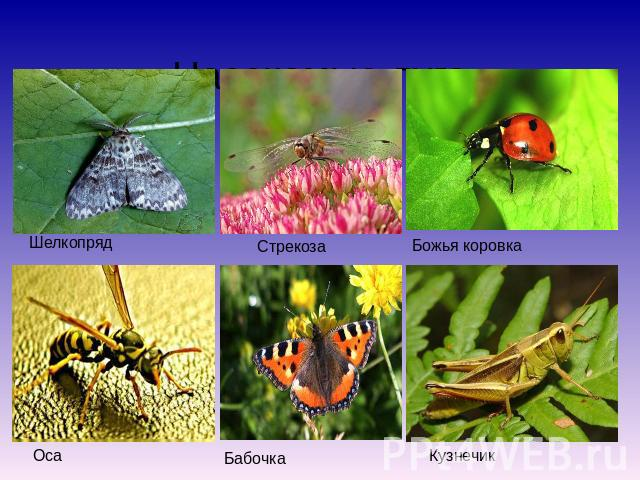 Шелкопряд
Стрекоза
Божья коровка
Оса
Бабочка
Кузнечик
PPt4WEB.ru